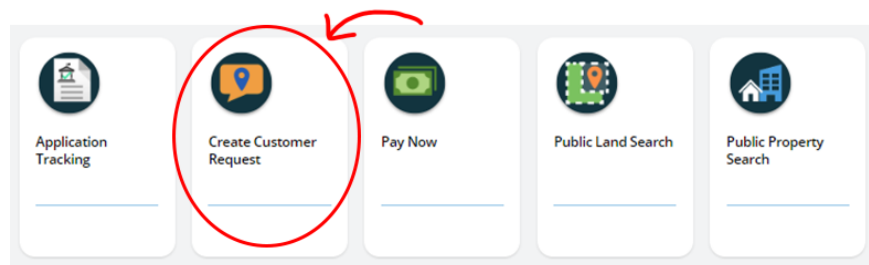 Application
Tracking
Create Customer
Request
Pay Now
Public Land Search
Public Property
Search